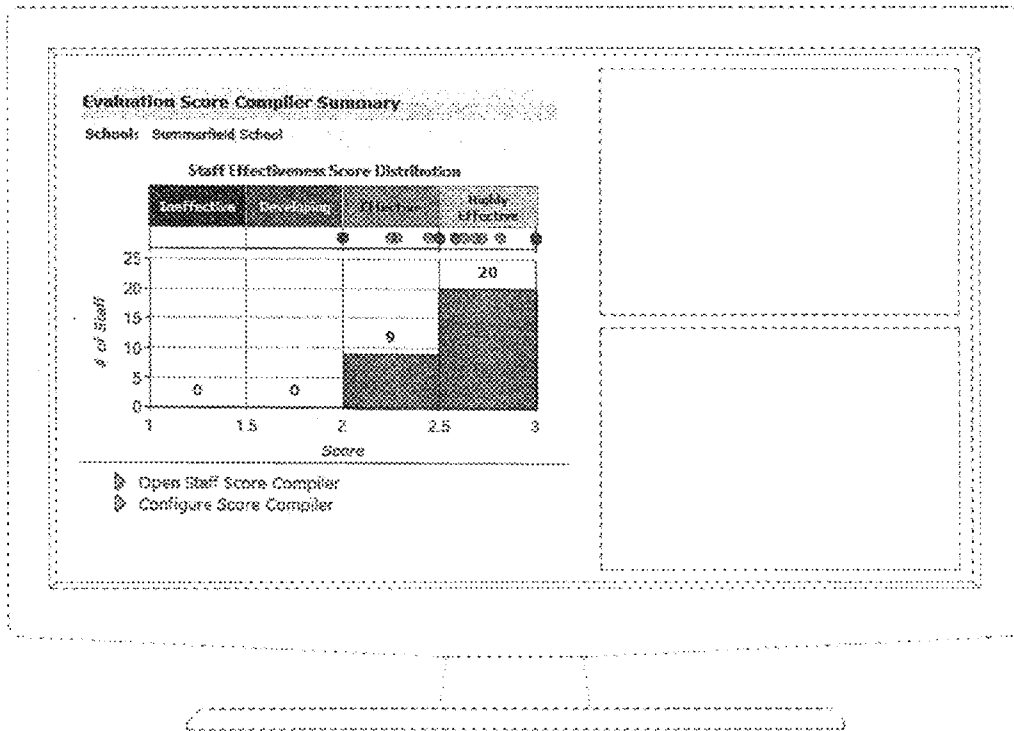 Evaluation Score Compiler Summary
School: Summerfield School
Staff Effectiveness Score Distribution
Ineffective Developing Effective Highly Effective
25
20
20
15
9
10
5
0 0
0
1 1.5 2 2.5 3
# of Staff
Score
Open Staff Score Compiler
Configure Score Compiler